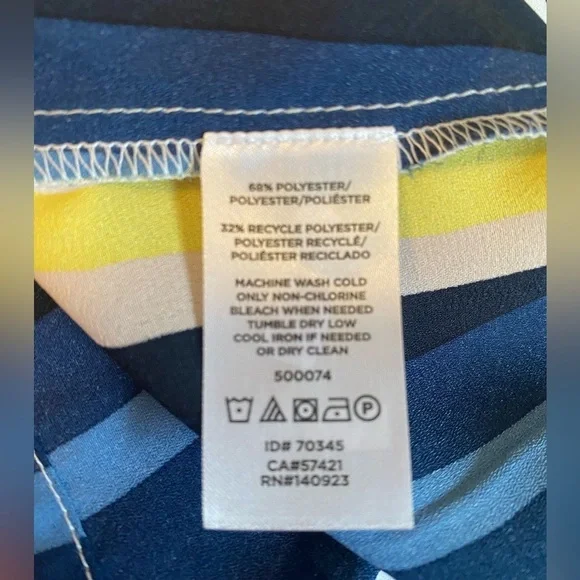 68% POLYESTER/
POLYESTER/POLIÉSTER
32% RECYCLE POLYESTER/
POLYESTER RECYCLÉ/
POLIÉSTER RECICLADO
MACHINE WASH COLD
ONLY NON-CHLORINE
BLEACH WHEN NEEDED
TUMBLE DRY LOW
COOL IRON IF NEEDED
OR DRY CLEAN
500074
P
ID# 70345
CA#57421
RN#140923